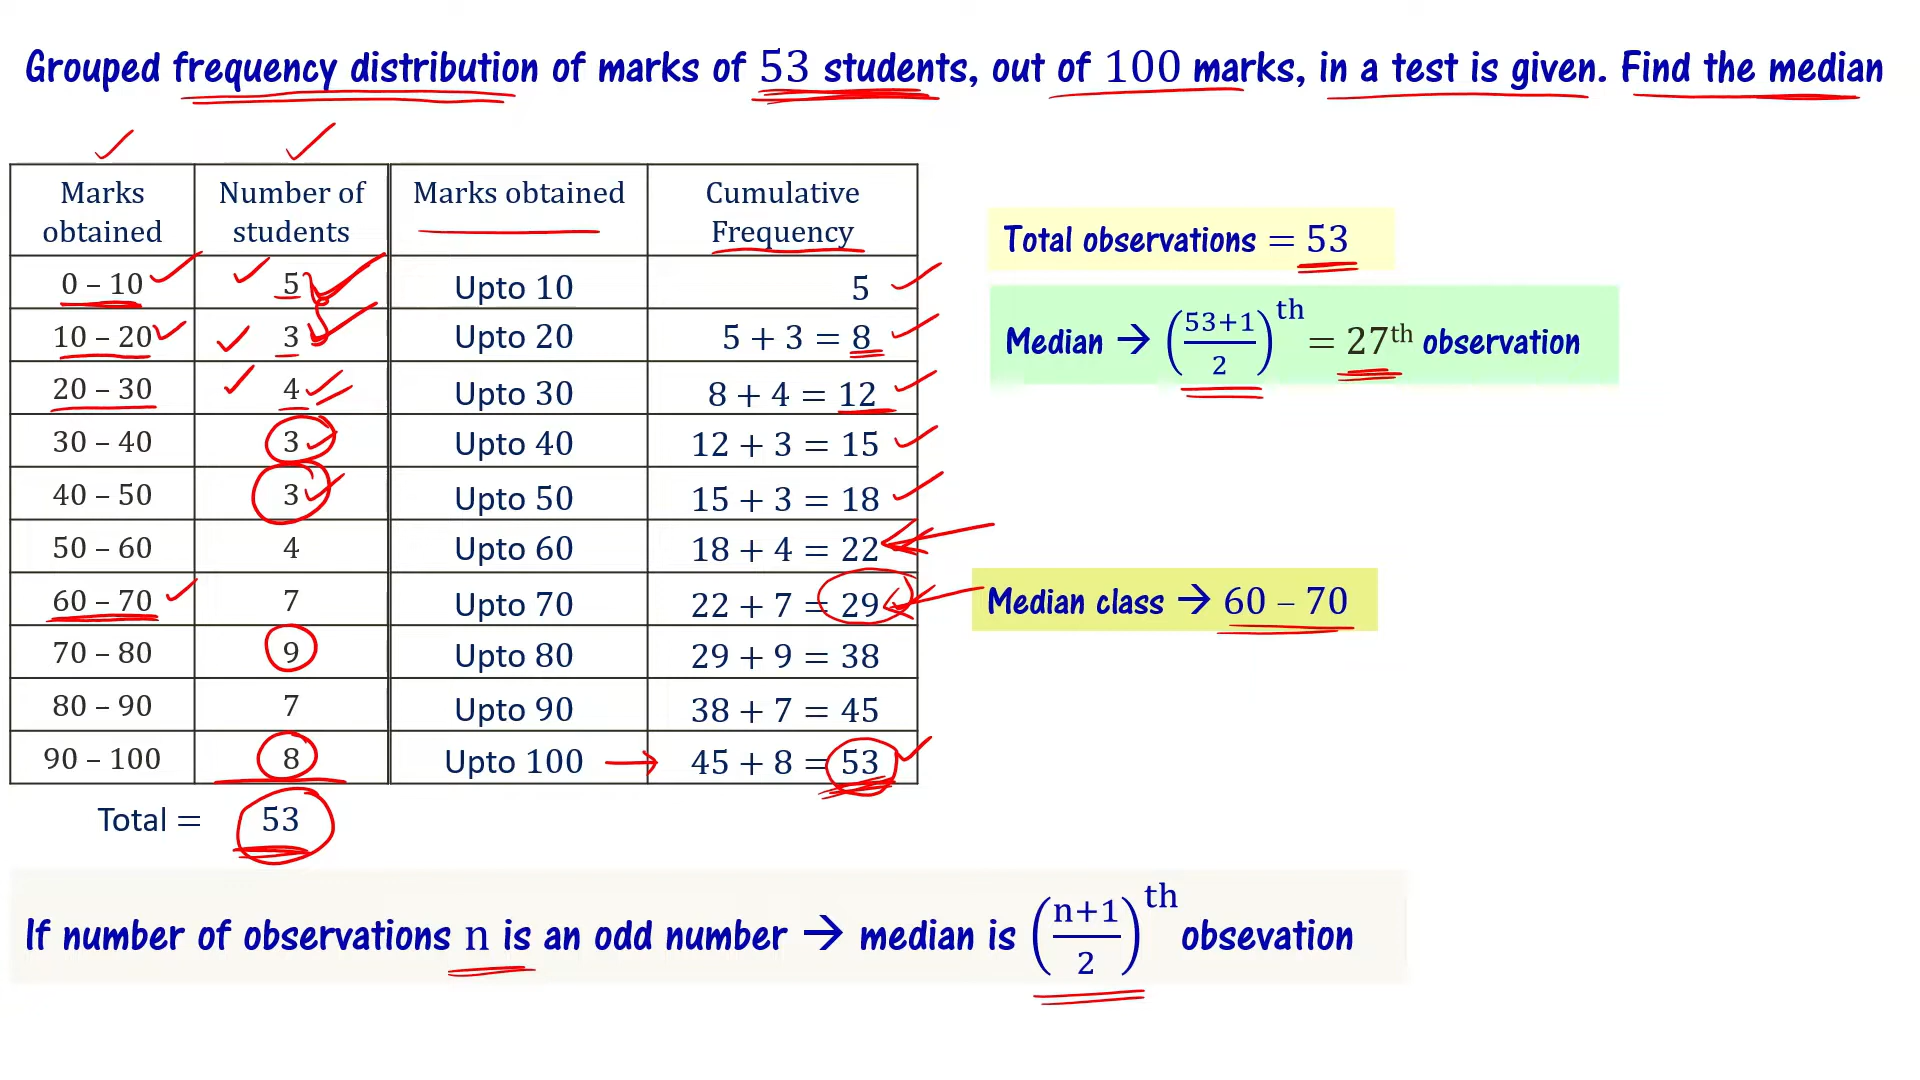 Grouped frequency distribution of marks of 53 students, out of 100 marks, in a test is given. Find the median
Marks obtained | Number of students | Marks obtained | Cumulative Frequency
0 – 10 | 5 | Upto 10 | 5
10 – 20 | 3 | Upto 20 | 5 + 3 = 8
20 – 30 | 4 | Upto 30 | 8 + 4 = 12
30 – 40 | 3 | Upto 40 | 12 + 3 = 15
40 – 50 | 3 | Upto 50 | 15 + 3 = 18
50 – 60 | 4 | Upto 60 | 18 + 4 = 22
60 – 70 | 7 | Upto 70 | 22 + 7 = 29
70 – 80 | 9 | Upto 80 | 29 + 9 = 38
80 – 90 | 7 | Upto 90 | 38 + 7 = 45
90 – 100 | 8 | Upto 100 | 45 + 8 = 53
Total = 53
Total observations = 53
Median → (53+1/2)th = 27th observation
Median class → 60 – 70
If number of observations n is an odd number → median is (n+1/2)th obsevation